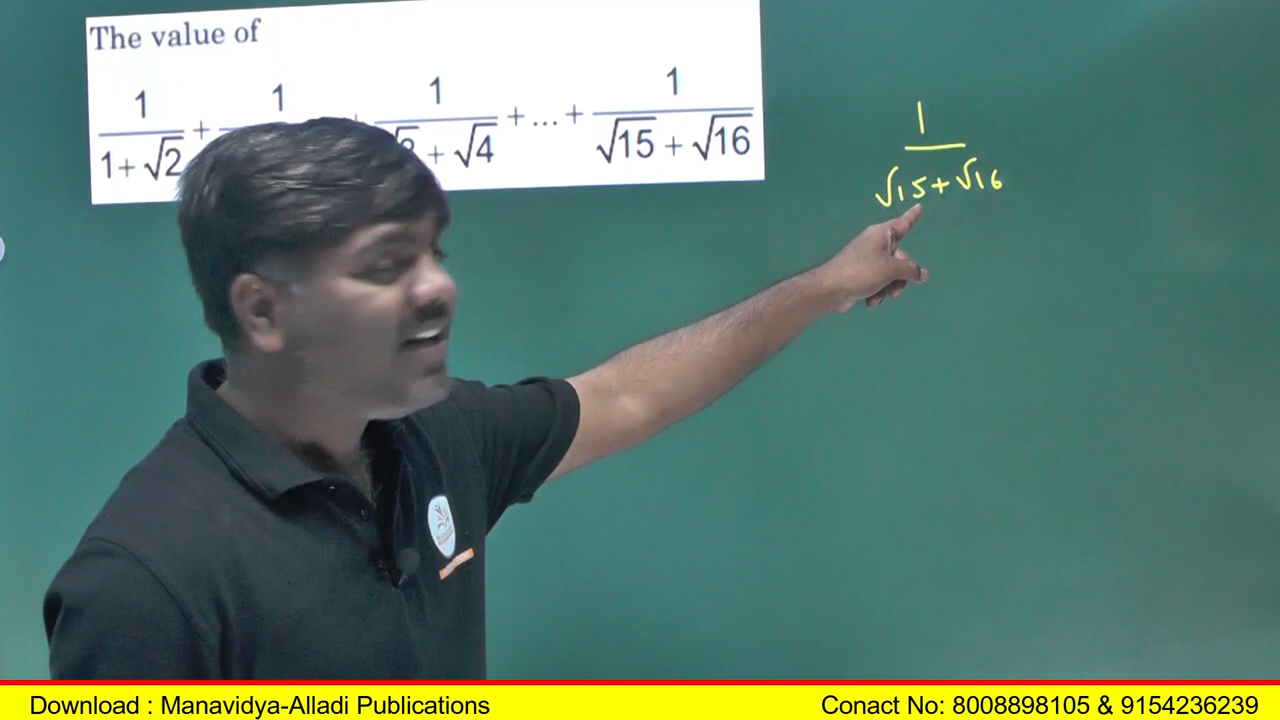 The value of
1/(1+√2) + 1 + 1/(√3 + √4) + ... + 1/(√15 + √16)
1/(√15+√16)
Download : Manavidya-Alladi Publications
Conact No: 8008898105 & 9154236239